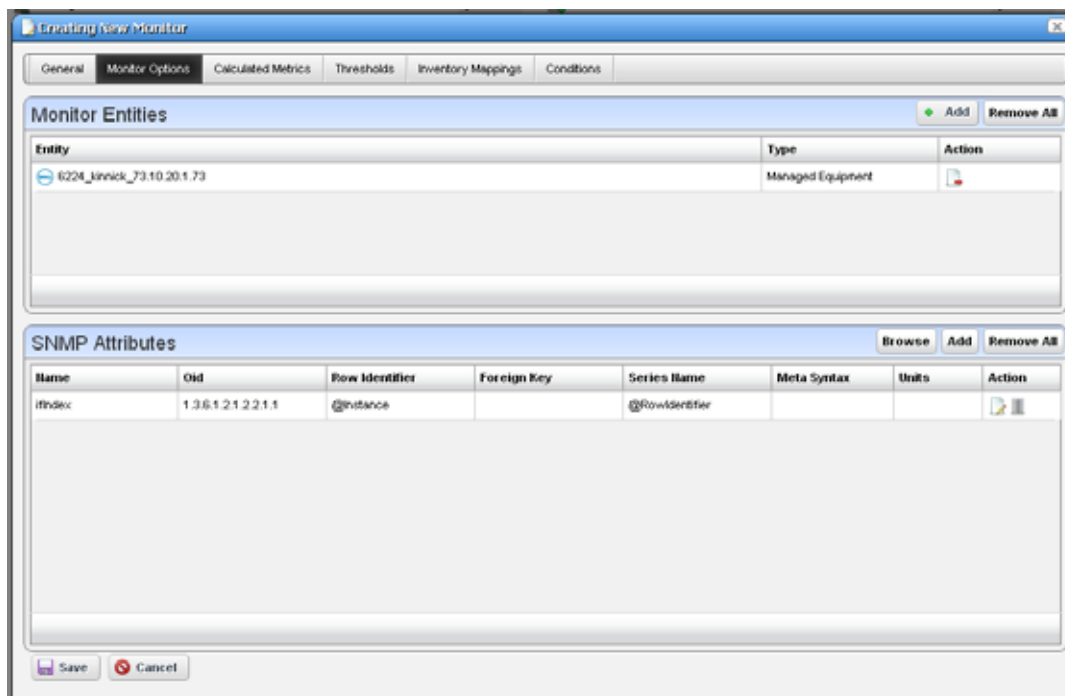 Creating New Monitor
General Monitor Options Calculated Metrics Thresholds Inventory Mappings Conditions
Monitor Entities Add Remove All
Entity Type Action
6224_kinnick_73.10.20.1.73 Managed Equipment
SNMP Attributes Browse Add Remove All
Name Oid Row Identifier Foreign Key Series Name Meta Syntax Units Action
ifIndex 1.3.6.1.2.1.2.2.1.1 @Instance @RowIdentifier
Save Cancel